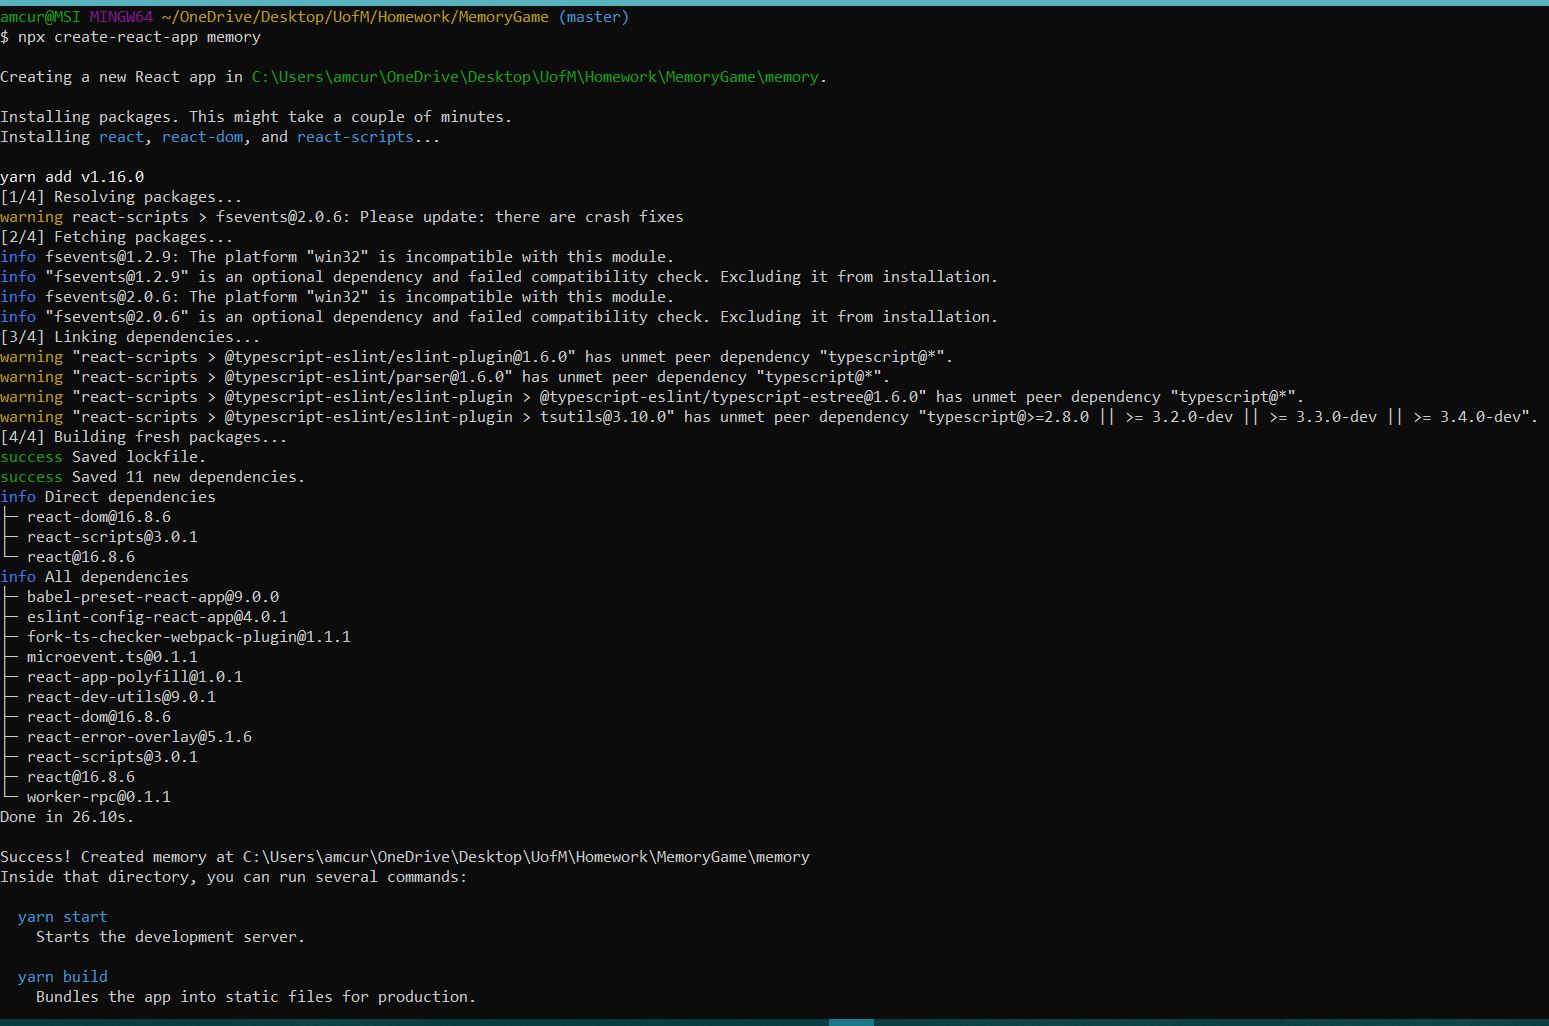 amcur@MSI MINGW64 ~/OneDrive/Desktop/UofM/Homework/MemoryGame (master)
$ npx create-react-app memory
Creating a new React app in C:\Users\amcur\OneDrive\Desktop\UofM\Homework\MemoryGame\memory.
Installing packages. This might take a couple of minutes.
Installing react, react-dom, and react-scripts...
yarn add v1.16.0
[1/4] Resolving packages...
warning react-scripts > fsevents@2.0.6: Please update: there are crash fixes
[2/4] Fetching packages...
info fsevents@1.2.9: The platform "win32" is incompatible with this module.
info "fsevents@1.2.9" is an optional dependency and failed compatibility check. Excluding it from installation.
info fsevents@2.0.6: The platform "win32" is incompatible with this module.
info "fsevents@2.0.6" is an optional dependency and failed compatibility check. Excluding it from installation.
[3/4] Linking dependencies...
warning "react-scripts > @typescript-eslint/eslint-plugin@1.6.0" has unmet peer dependency "typescript@*".
warning "react-scripts > @typescript-eslint/parser@1.6.0" has unmet peer dependency "typescript@*".
warning "react-scripts > @typescript-eslint/eslint-plugin > @typescript-eslint/typescript-estree@1.6.0" has unmet peer dependency "typescript@*".
warning "react-scripts > @typescript-eslint/eslint-plugin > tsutils@3.10.0" has unmet peer dependency "typescript@>=2.8.0 || >= 3.2.0-dev || >= 3.3.0-dev || >= 3.4.0-dev".
[4/4] Building fresh packages...
success Saved lockfile.
success Saved 11 new dependencies.
info Direct dependencies
├─ react-dom@16.8.6
├─ react-scripts@3.0.1
└─ react@16.8.6
info All dependencies
├─ babel-preset-react-app@9.0.0
├─ eslint-config-react-app@4.0.1
├─ fork-ts-checker-webpack-plugin@1.1.1
├─ microevent.ts@0.1.1
├─ react-app-polyfill@1.0.1
├─ react-dev-utils@9.0.1
├─ react-dom@16.8.6
├─ react-error-overlay@5.1.6
├─ react-scripts@3.0.1
├─ react@16.8.6
└─ worker-rpc@0.1.1
Done in 26.10s.
Success! Created memory at C:\Users\amcur\OneDrive\Desktop\UofM\Homework\MemoryGame\memory
Inside that directory, you can run several commands:
yarn start
Starts the development server.
yarn build
Bundles the app into static files for production.